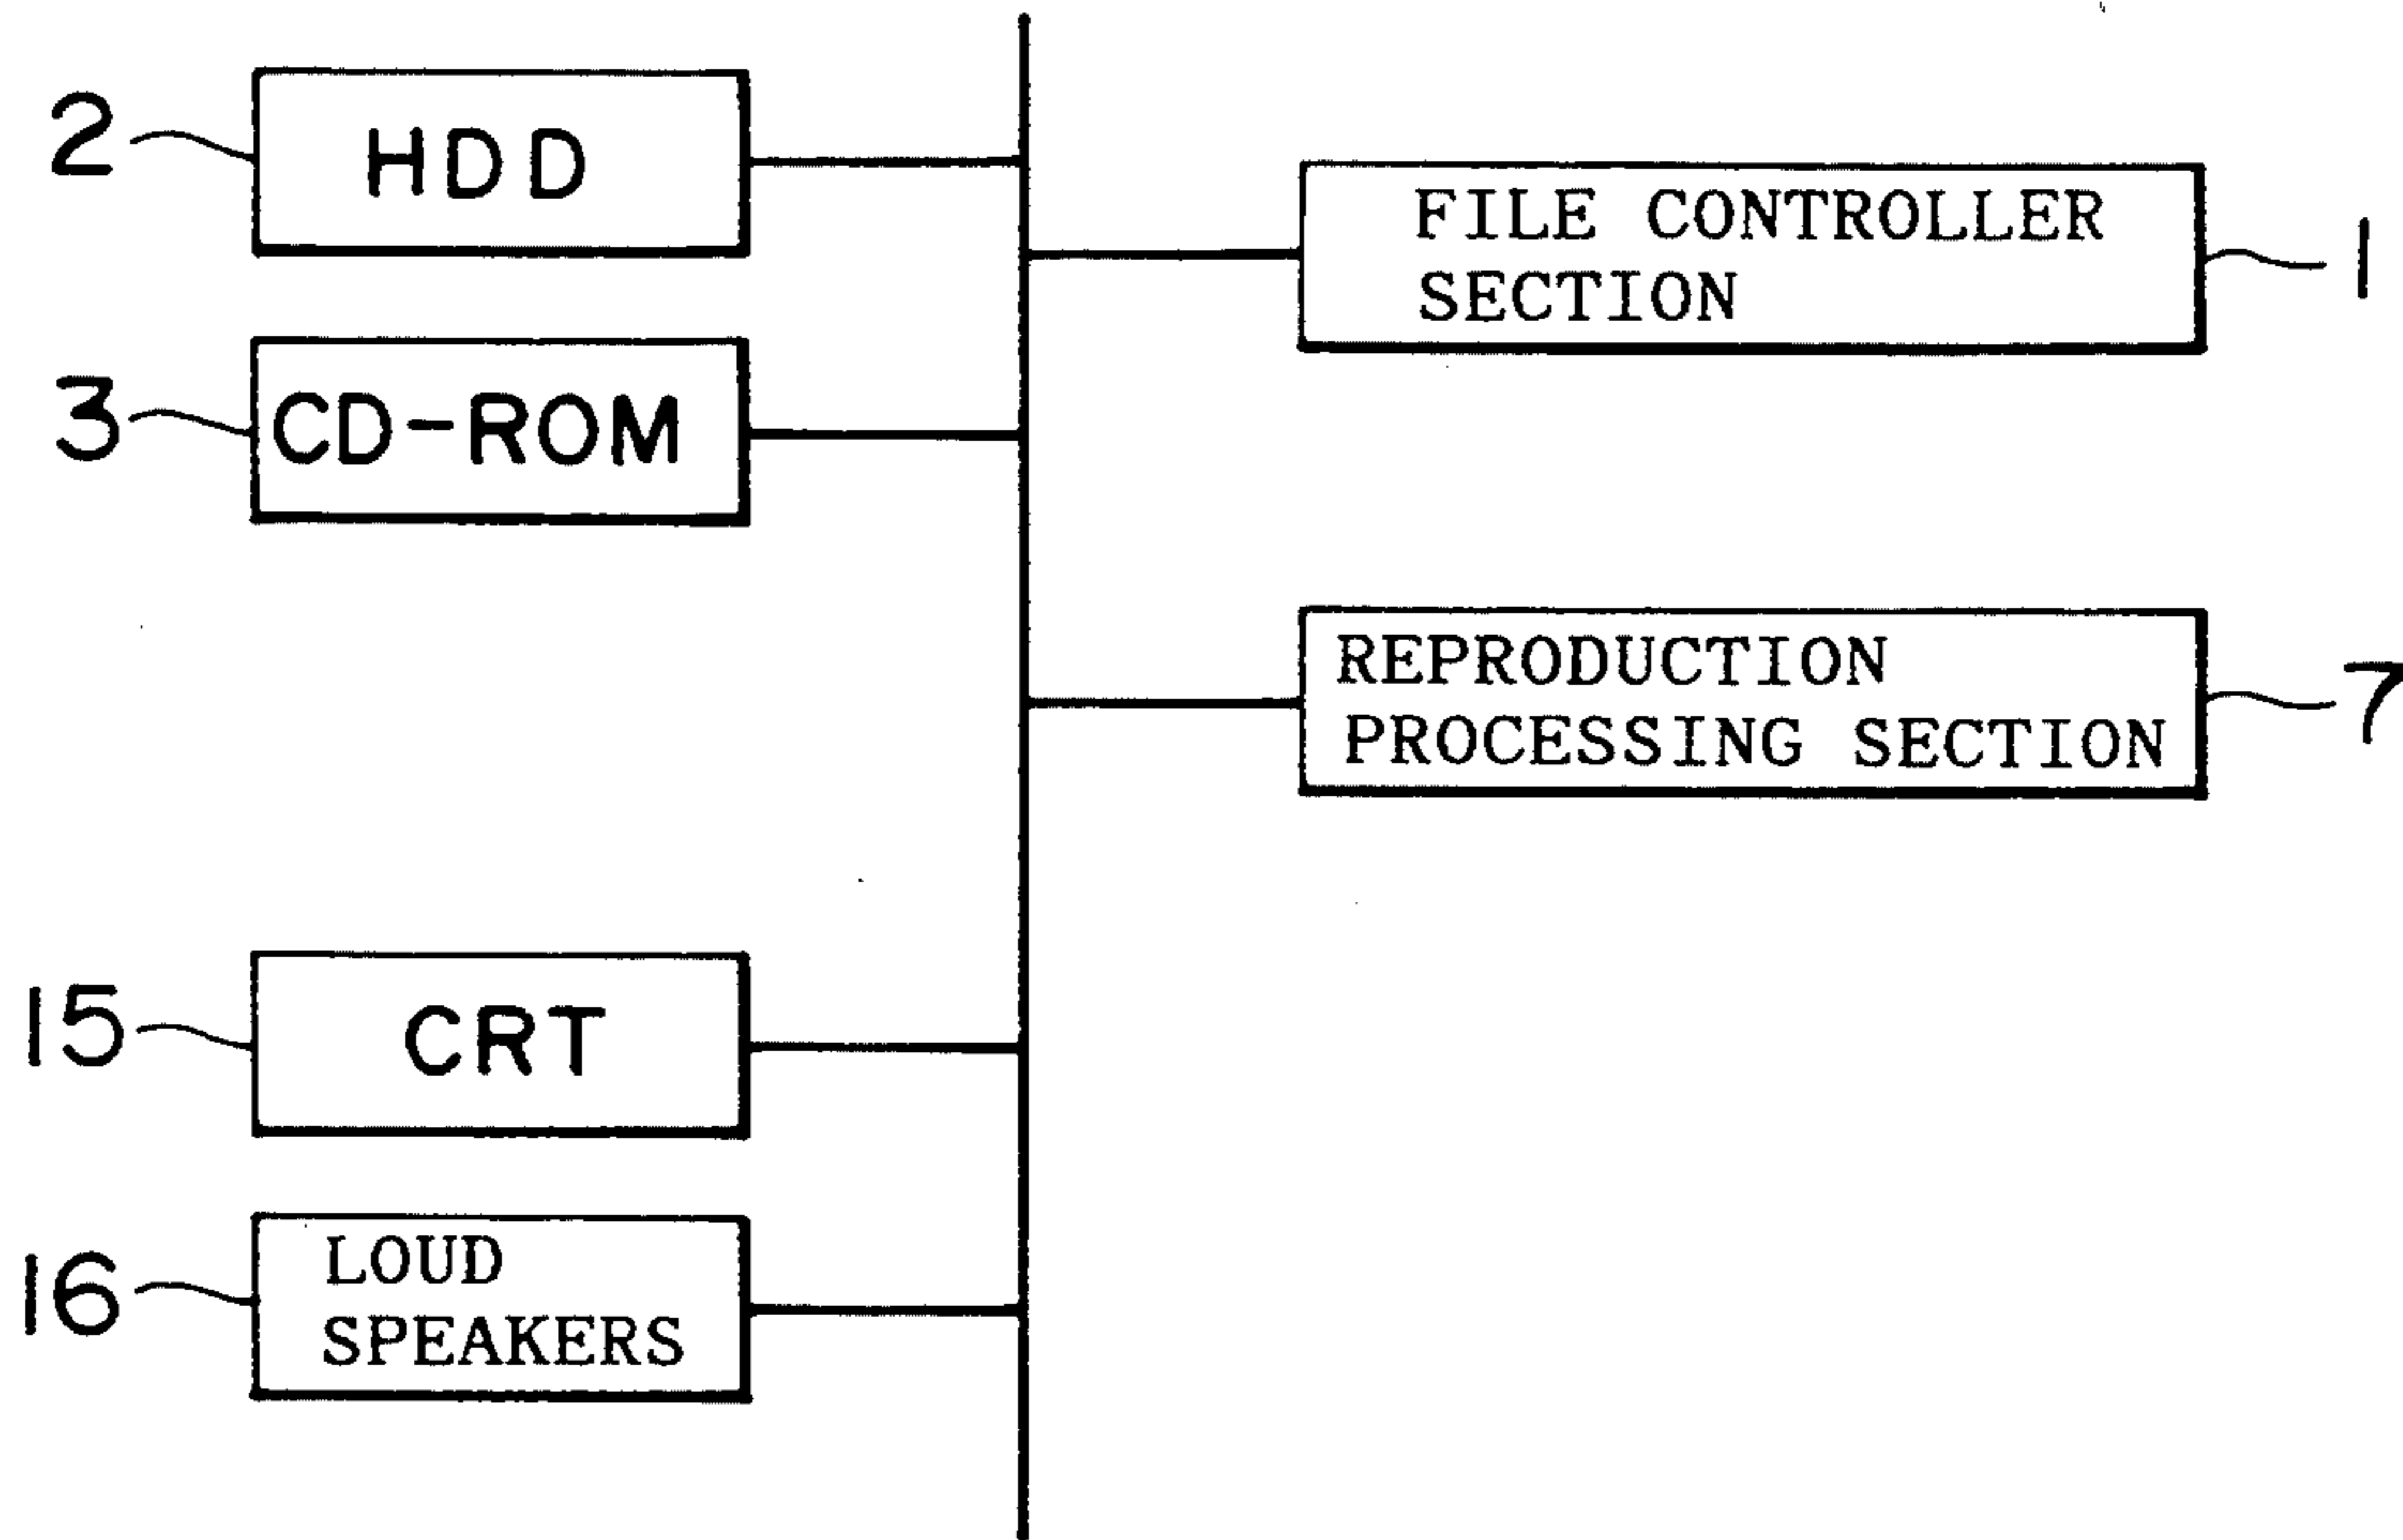 2
HDD
FILE CONTROLLER
SECTION
1
3
CD-ROM
REPRODUCTION
PROCESSING SECTION
7
15
CRT
16
LOUD
SPEAKERS